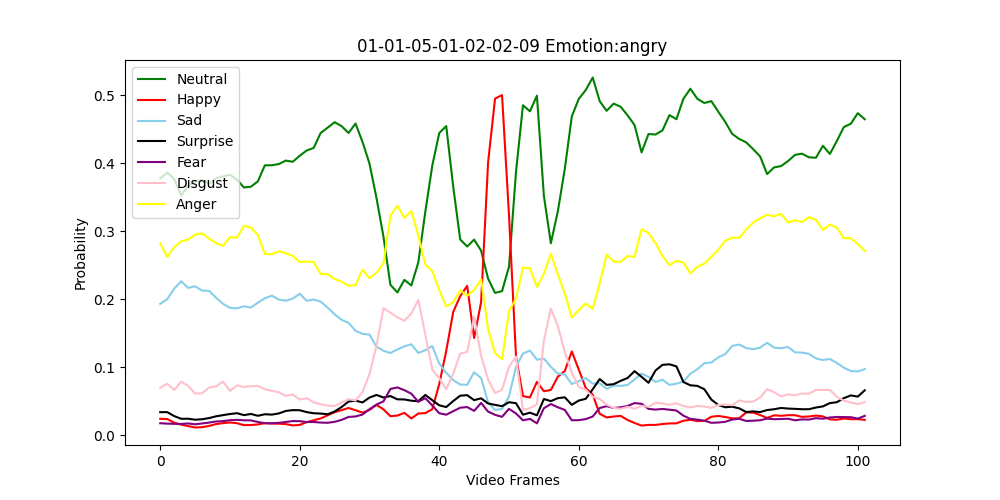 01-01-05-01-02-02-09 Emotion:angry
Neutral
Happy
Sad
Surprise
Fear
Disgust
Anger
Probability
0.5
0.4
0.3
0.2
0.1
0.0
0 20 40 60 80 100
Video Frames